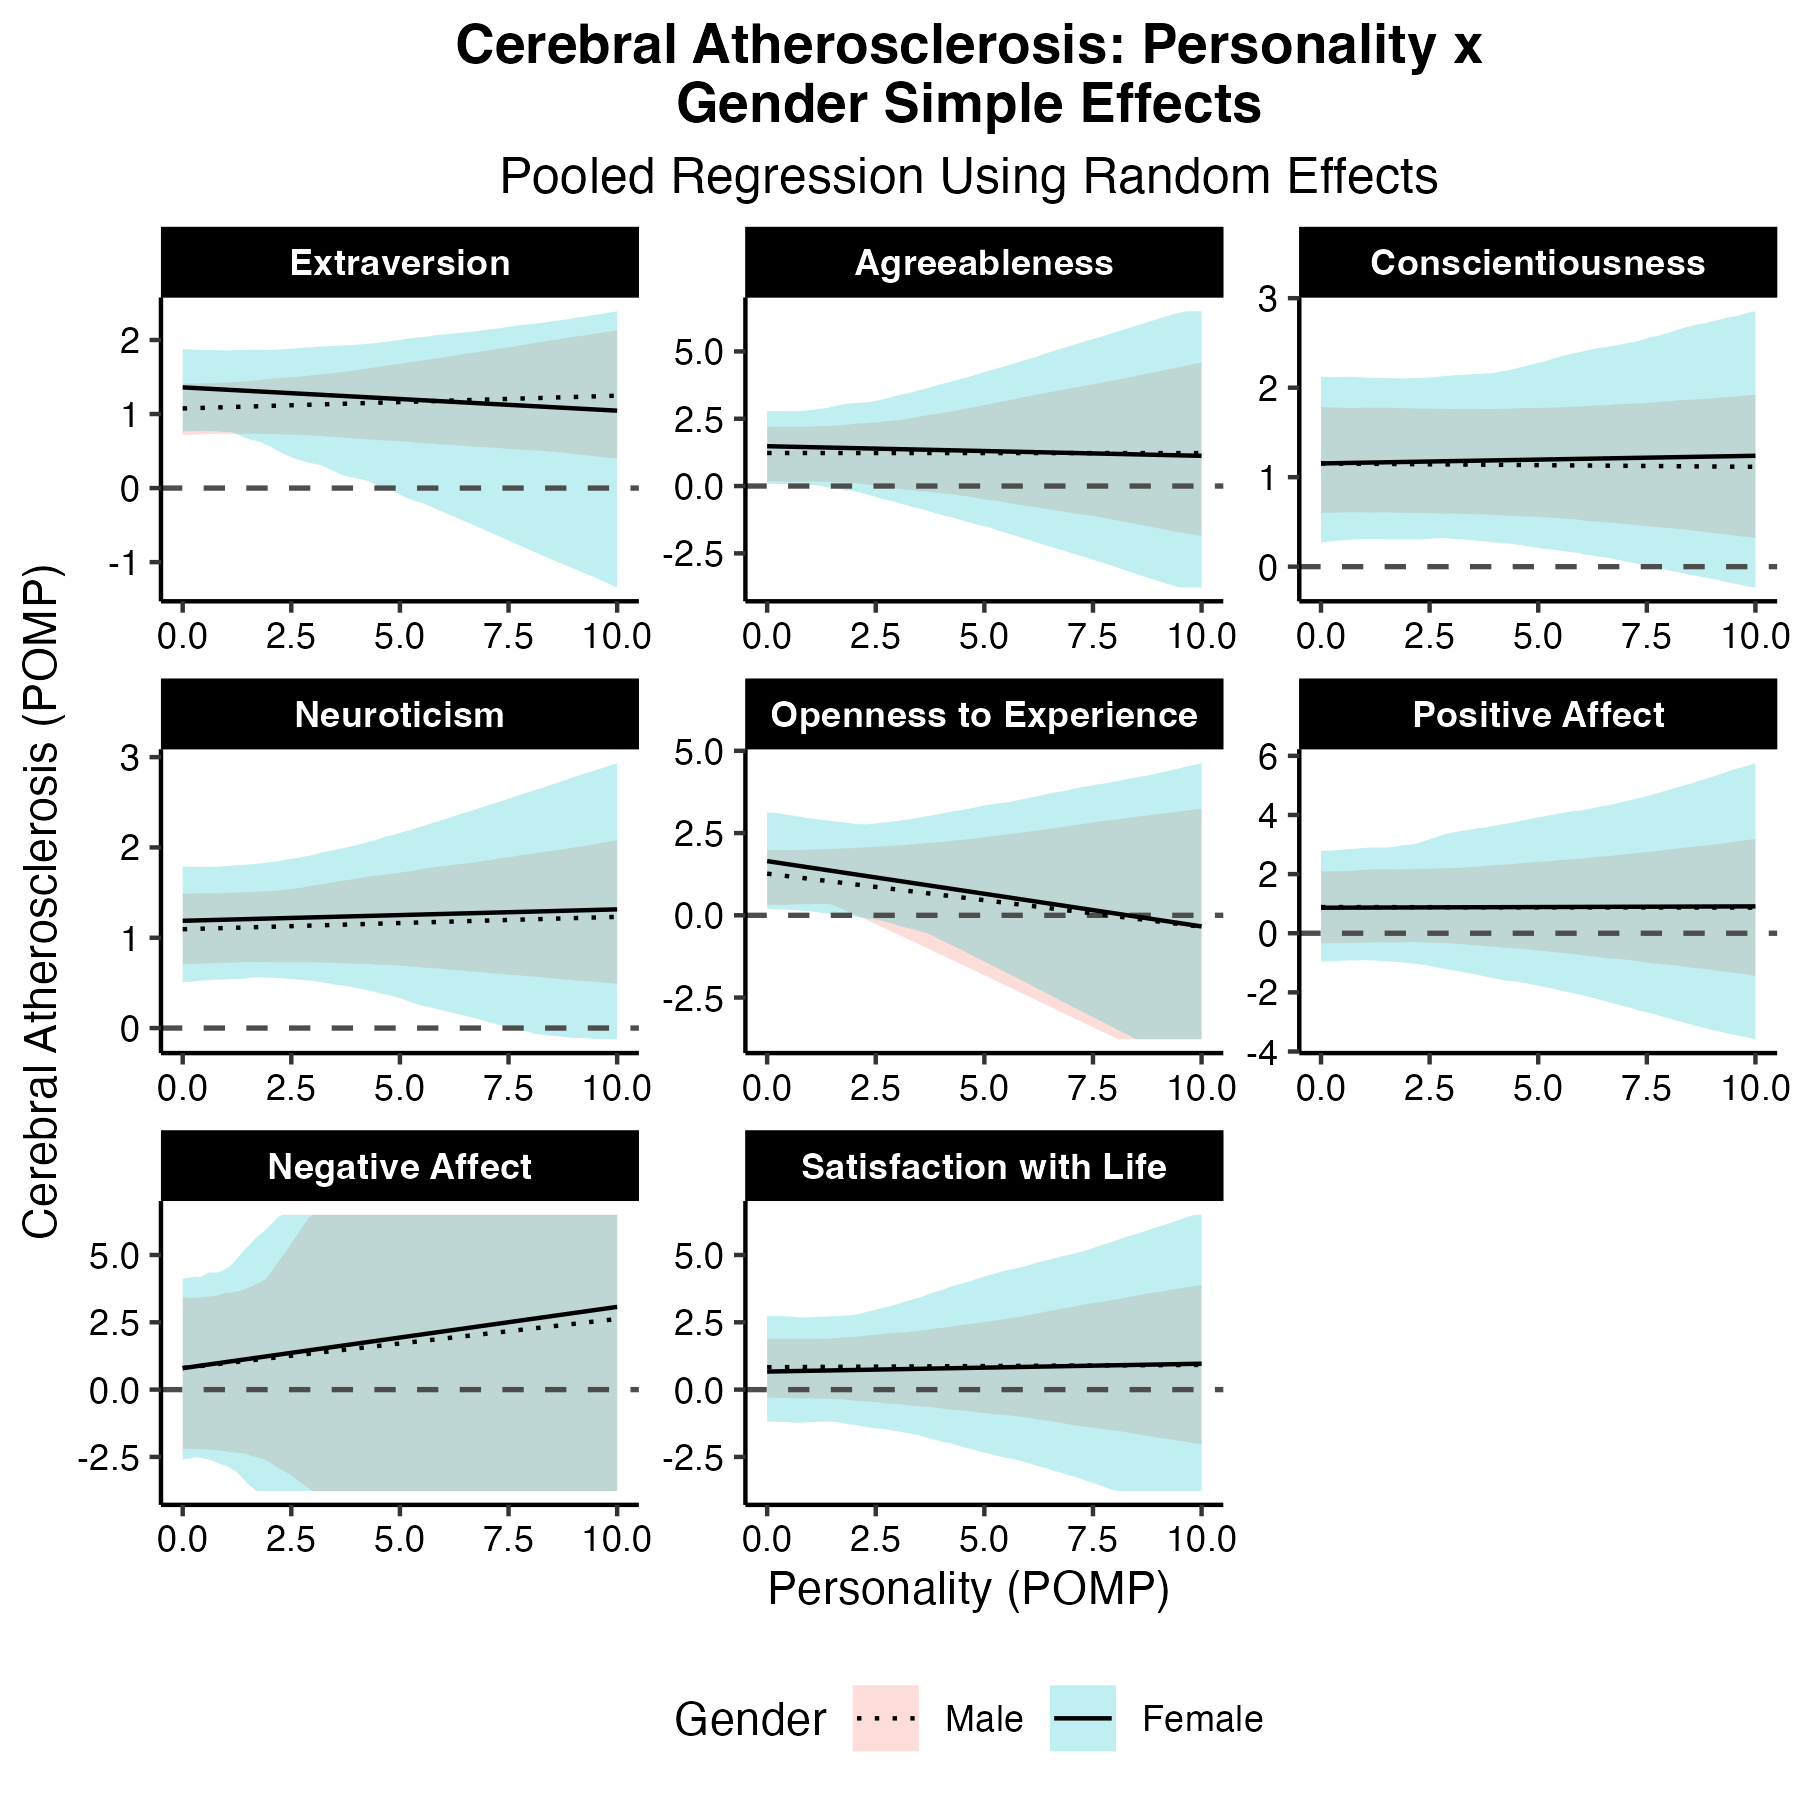 Cerebral Atherosclerosis: Personality x
Gender Simple Effects
Pooled Regression Using Random Effects
Cerebral Atherosclerosis (POMP)
Extraversion
2
1
0
-1
0.0 2.5 5.0 7.5 10.0
Agreeableness
5.0
2.5
0.0
-2.5
0.0 2.5 5.0 7.5 10.0
Conscientiousness
3
2
1
0
0.0 2.5 5.0 7.5 10.0
Neuroticism
3
2
1
0
0.0 2.5 5.0 7.5 10.0
Openness to Experience
5.0
2.5
0.0
-2.5
0.0 2.5 5.0 7.5 10.0
Positive Affect
6
4
2
0
-2
-4
0.0 2.5 5.0 7.5 10.0
Negative Affect
5.0
2.5
0.0
-2.5
0.0 2.5 5.0 7.5 10.0
Satisfaction with Life
5.0
2.5
0.0
-2.5
0.0 2.5 5.0 7.5 10.0
Personality (POMP)
Gender Male Female